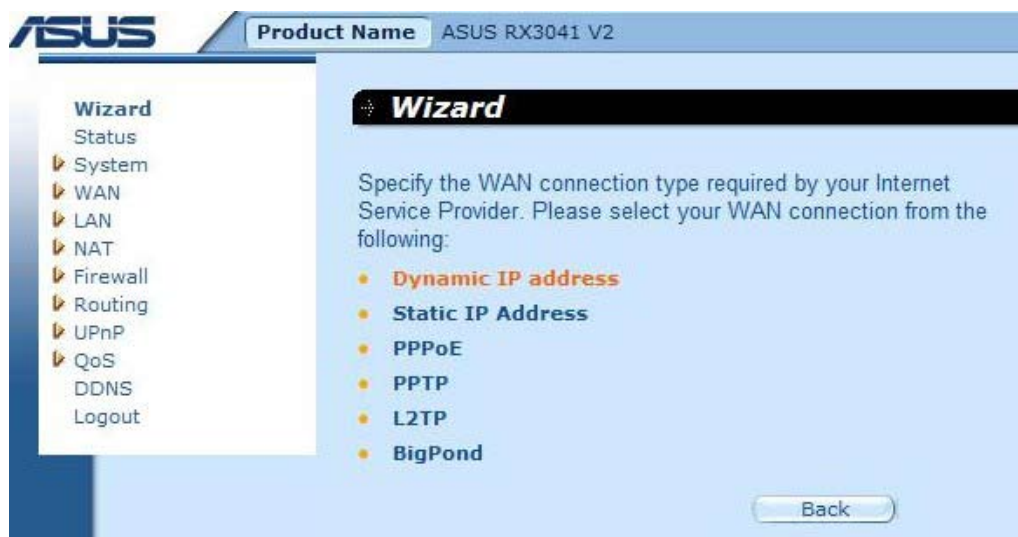 ASUS
Product Name ASUS RX3041 V2
Wizard
Status
System
WAN
LAN
NAT
Firewall
Routing
UPnP
QoS
DDNS
Logout
Wizard
Specify the WAN connection type required by your Internet
Service Provider. Please select your WAN connection from the
following:
Dynamic IP address
Static IP Address
PPPoE
PPTP
L2TP
BigPond
Back